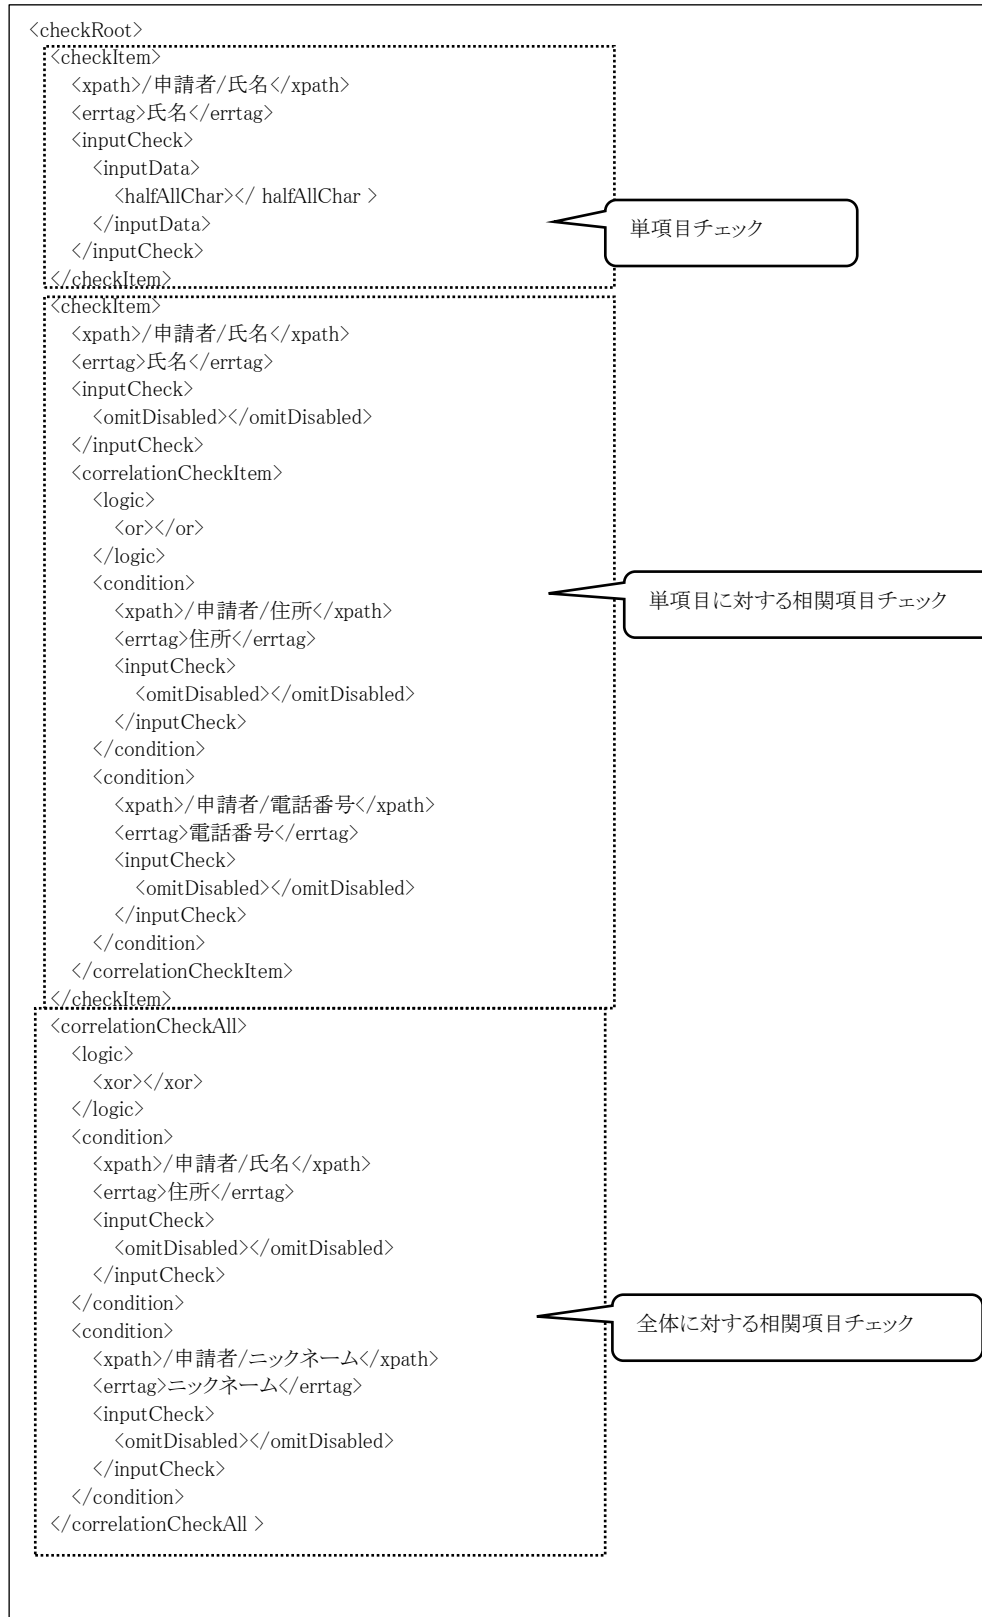 <checkRoot>
<checkItem>
<xpath>/申請者/氏名</xpath>
<errtag>氏名</errtag>
<inputCheck>
<inputData>
<halfAllChar></ halfAllChar >
</inputData>
</inputCheck>
</checkItem>
単項目チェック
<checkItem>
<xpath>/申請者/氏名</xpath>
<errtag>氏名</errtag>
<inputCheck>
<omitDisabled></omitDisabled>
</inputCheck>
<correlationCheckItem>
<logic>
<or></or>
</logic>
<condition>
<xpath>/申請者/住所</xpath>
<errtag>住所</errtag>
<inputCheck>
<omitDisabled></omitDisabled>
</inputCheck>
</condition>
<condition>
<xpath>/申請者/電話番号</xpath>
<errtag>電話番号</errtag>
<inputCheck>
<omitDisabled></omitDisabled>
</inputCheck>
</condition>
</correlationCheckItem>
</checkItem>
単項目に対する相関項目チェック
<correlationCheckAll>
<logic>
<xor></xor>
</logic>
<condition>
<xpath>/申請者/氏名</xpath>
<errtag>住所</errtag>
<inputCheck>
<omitDisabled></omitDisabled>
</inputCheck>
</condition>
<condition>
<xpath>/申請者/ニックネーム</xpath>
<errtag>ニックネーム</errtag>
<inputCheck>
<omitDisabled></omitDisabled>
</inputCheck>
</condition>
</correlationCheckAll >
全体に対する相関項目チェック